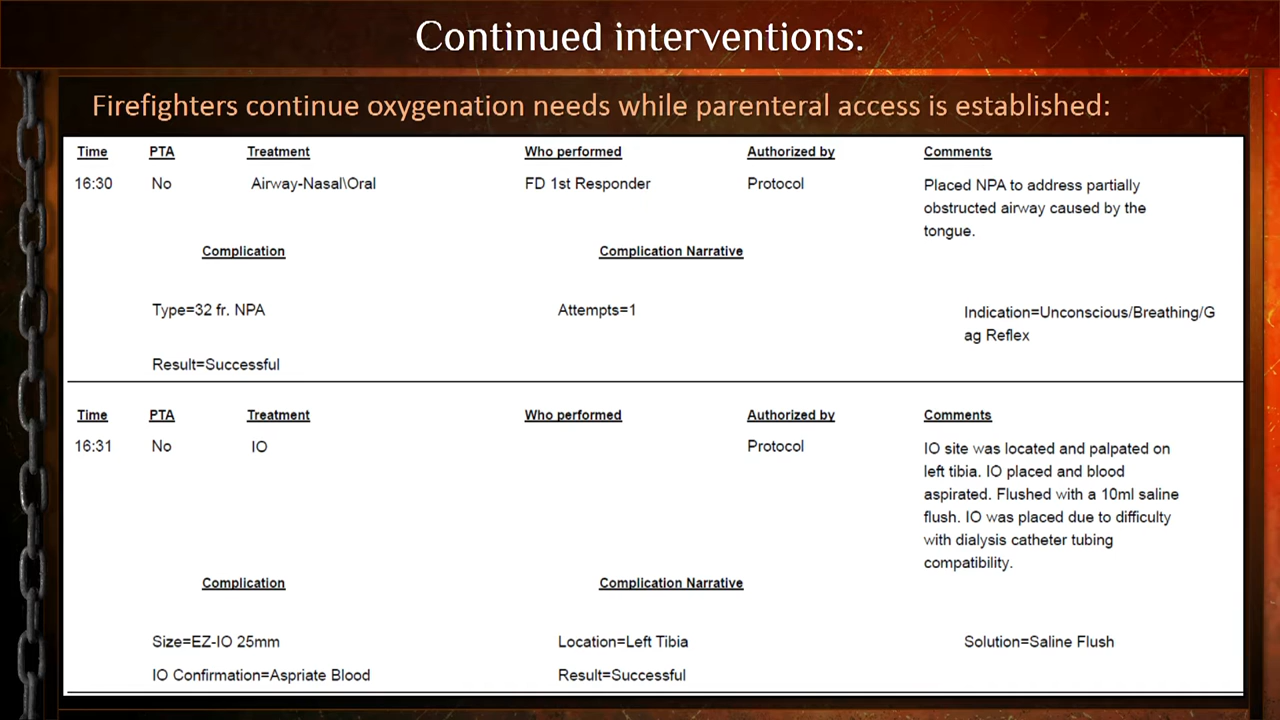 Continued interventions:
Firefighters continue oxygenation needs while parenteral access is established:
Time PTA Treatment Who performed Authorized by Comments
16:30 No Airway-Nasal\Oral FD 1st Responder Protocol Placed NPA to address partially
obstructed airway caused by the
tongue.
Complication Complication Narrative
Type=32 fr. NPA Attempts=1 Indication=Unconscious/Breathing/G
ag Reflex
Result=Successful
Time PTA Treatment Who performed Authorized by Comments
16:31 No IO Protocol IO site was located and palpated on
left tibia. IO placed and blood
aspirated. Flushed with a 10ml saline
flush. IO was placed due to difficulty
with dialysis catheter tubing
compatibility.
Complication Complication Narrative
Size=EZ-IO 25mm Location=Left Tibia Solution=Saline Flush
IO Confirmation=Aspriate Blood Result=Successful